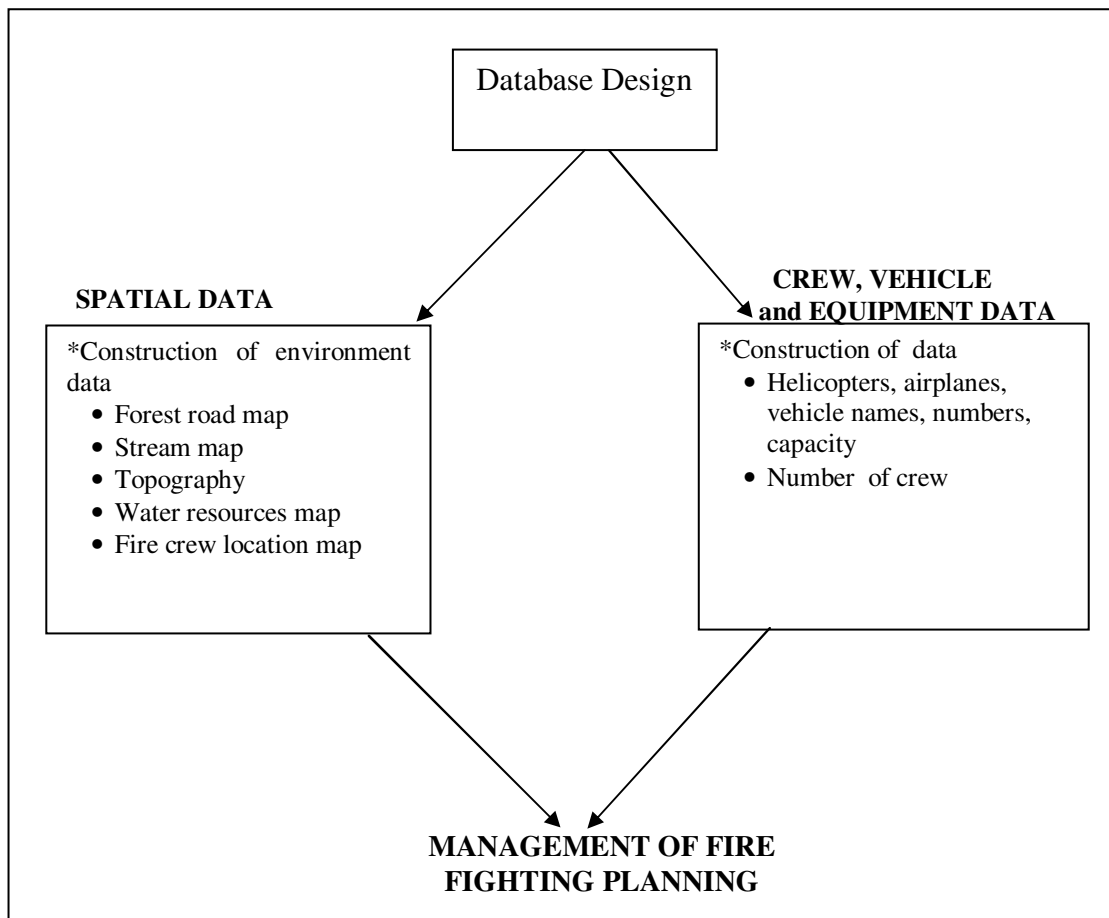 Database Design
SPATIAL DATA
*Construction of environment
data
• Forest road map
• Stream map
• Topography
• Water resources map
• Fire crew location map
CREW, VEHICLE
and EQUIPMENT DATA
*Construction of data
• Helicopters, airplanes,
vehicle names, numbers,
capacity
• Number of crew
MANAGEMENT OF FIRE
FIGHTING PLANNING